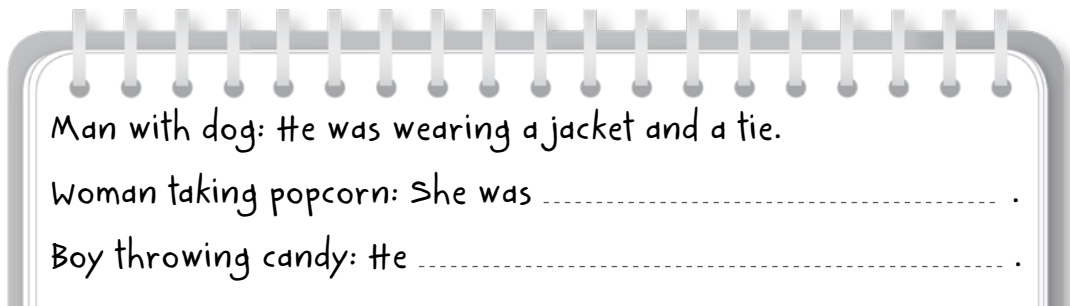 Man with dog: He was wearing a jacket and a tie.
Woman taking popcorn: She was .
Boy throwing candy: He .